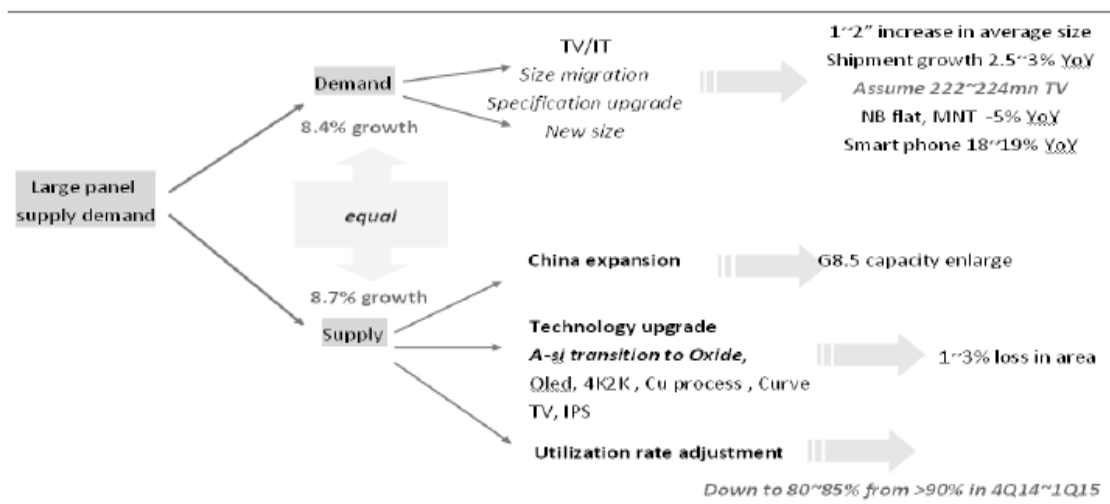 Large panel
supply demand
Demand
8.4% growth
equal
8.7% growth
Supply
TV/IT
Size migration
Specification upgrade
New size
1~2” increase in average size
Shipment growth 2.5~3% YoY
Assume 222~224mn TV
NB flat, MNT -5% YoY
Smart phone 18~19% YoY
China expansion
G8.5 capacity enlarge
Technology upgrade
A-si transition to Oxide,
Oled, 4K2K , Cu process , Curve
TV, IPS
1~3% loss in area
Utilization rate adjustment
Down to 80~85% from >90% in 4Q14~1Q15